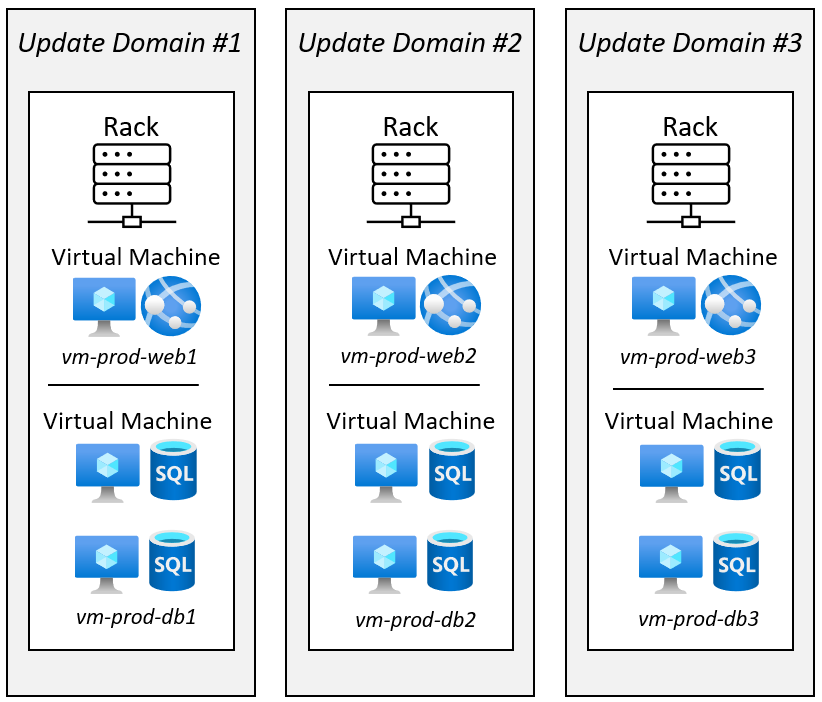 Update Domain #1
Rack
Virtual Machine
vm-prod-web1
Virtual Machine
SQL
SQL
vm-prod-db1
Update Domain #2
Rack
Virtual Machine
vm-prod-web2
Virtual Machine
SQL
SQL
vm-prod-db2
Update Domain #3
Rack
Virtual Machine
vm-prod-web3
Virtual Machine
SQL
SQL
vm-prod-db3